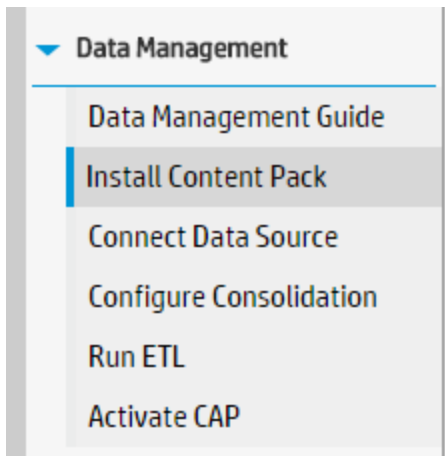 Data Management
Data Management Guide
Install Content Pack
Connect Data Source
Configure Consolidation
Run ETL
Activate CAP